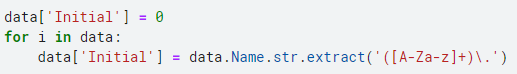 data['Initial'] = 0
for i in data:
    data['Initial'] = data.Name.str.extract('([A-Za-z]+)\.')